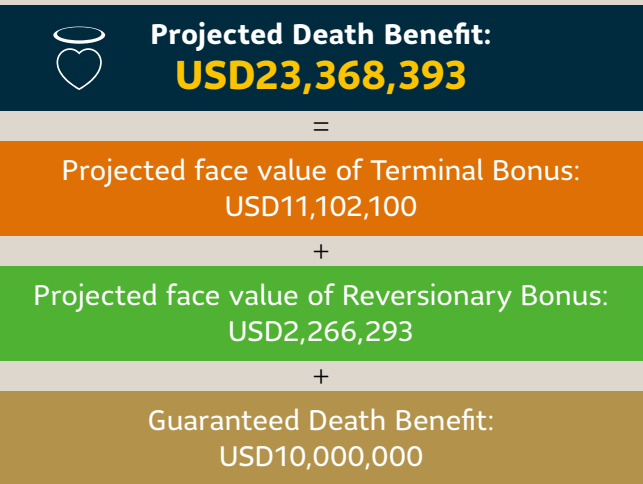 Projected Death Benefit:
USD23,368,393
=
Projected face value of Terminal Bonus:
USD11,102,100
+
Projected face value of Reversionary Bonus:
USD2,266,293
+
Guaranteed Death Benefit:
USD10,000,000